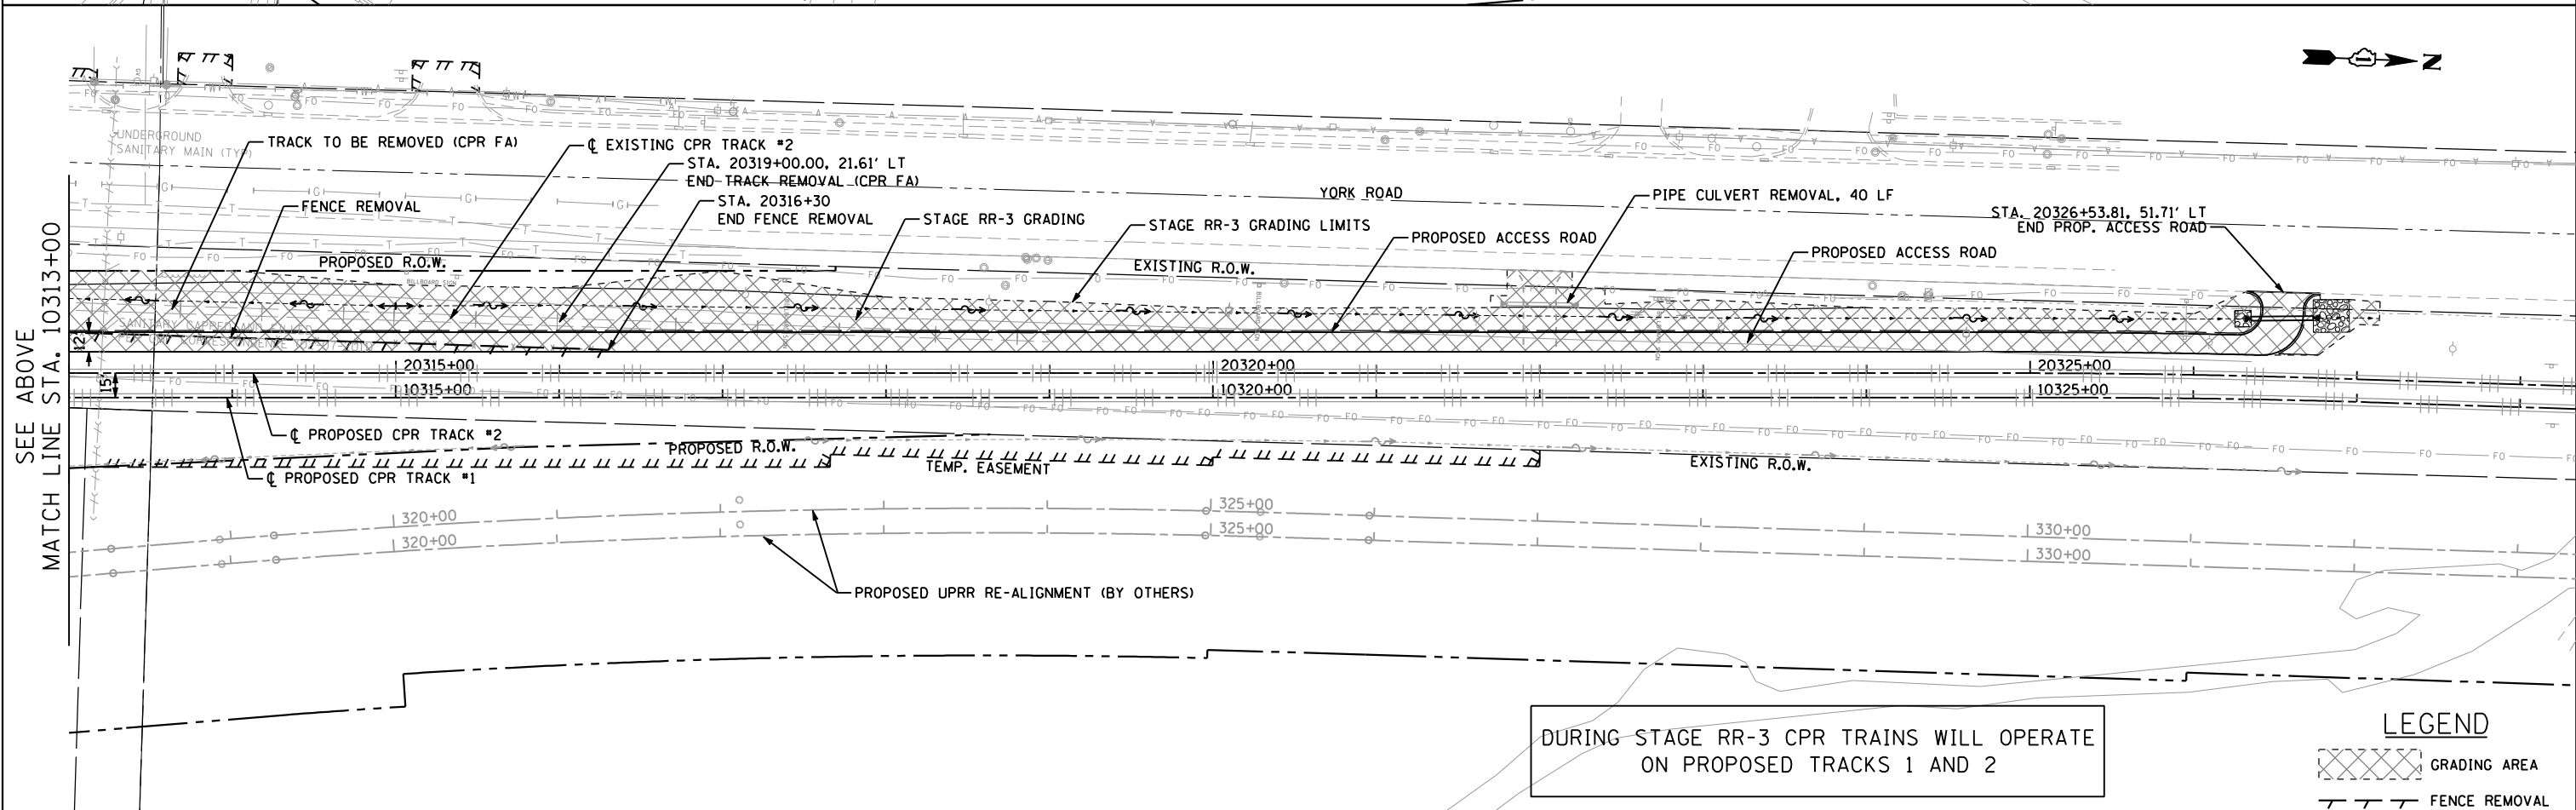 N
UNDERGROUND
SANITARY MAIN (TYP)
TRACK TO BE REMOVED (CPR FA)
℄ EXISTING CPR TRACK #2
STA. 20319+00.00, 21.61' LT
END TRACK REMOVAL (CPR FA)
STA. 20316+30
END FENCE REMOVAL
FENCE REMOVAL
STAGE RR-3 GRADING
STAGE RR-3 GRADING LIMITS
YORK ROAD
PROPOSED ACCESS ROAD
PIPE CULVERT REMOVAL, 40 LF
PROPOSED ACCESS ROAD
STA. 20326+53.81, 51.71' LT
END PROP. ACCESS ROAD
PROPOSED R.O.W.
EXISTING R.O.W.
BILLBOARD SIGN
SEE ABOVE
MATCH LINE STA. 10313+00
12'
15'
20315+00
20320+00
20325+00
10315+00
10320+00
10325+00
℄ PROPOSED CPR TRACK #2
PROPOSED R.O.W.
TEMP. EASEMENT
EXISTING R.O.W.
℄ PROPOSED CPR TRACK #1
320+00
325+00
330+00
320+00
325+00
330+00
PROPOSED UPRR RE-ALIGNMENT (BY OTHERS)
DURING STAGE RR-3 CPR TRAINS WILL OPERATE
ON PROPOSED TRACKS 1 AND 2
LEGEND
GRADING AREA
FENCE REMOVAL